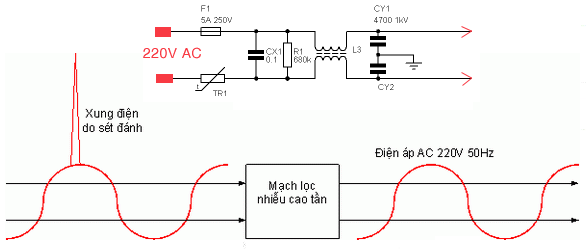 F1
5A 250V
220V AC
CX1
0.1
R1
680k
L3
CY1
4700 1kV
CY2
TR1
Xung điện
do sét đánh
Mạch lọc
nhiễu cao tần
Điện áp AC 220V 50Hz